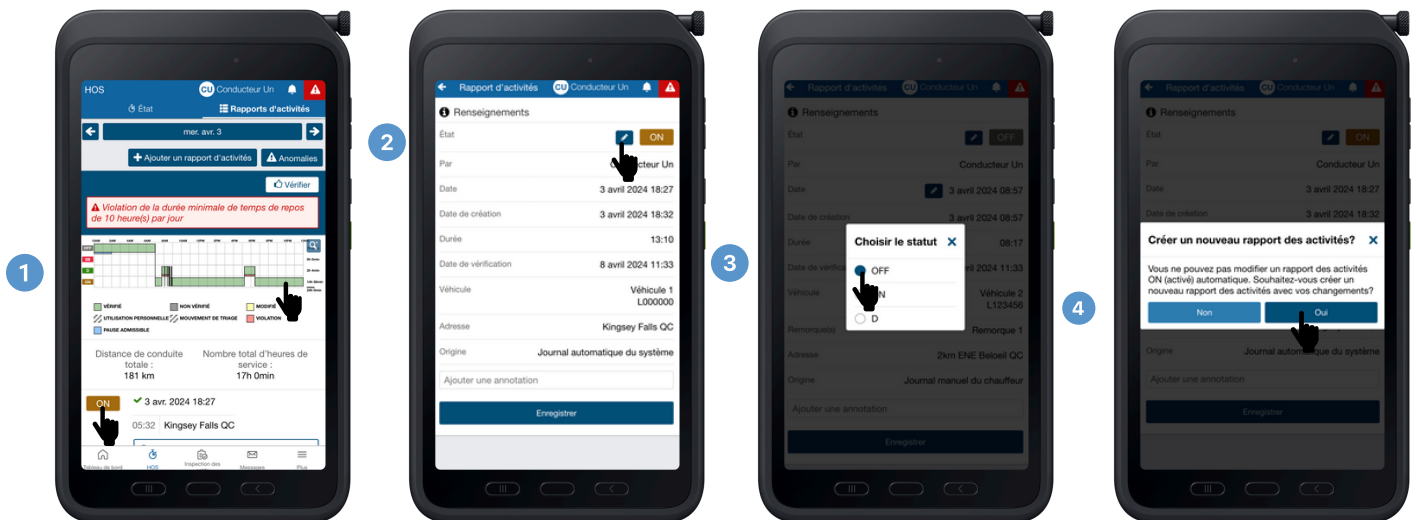 1
HOS
CU Conducteur Un
État
Rapports d'activités
mer. avr. 3
Ajouter un rapport d'activités
Anomalies
Vérifier
Violation de la durée minimale de temps de repos
de 10 heure(s) par jour
OFF
SB
D
ON
VÉRIFIÉ
NON VÉRIFIÉ
MODIFIÉ
UTILISATION PERSONNELLE
MOUVEMENT DE TRIAGE
VIOLATION
PAUSE ADMISSIBLE
Distance de conduite
totale :
181 km
Nombre total d'heures de
service :
17h 0min
ON
3 avr. 2024 18:27
05:32
Kingsey Falls QC
Tableau de bord
HOS
Inspection des
Messages
Plus
2
Rapport d'activités
CU Conducteur Un
Renseignements
État
ON
Par
Conducteur Un
Date
3 avril 2024 18:27
Date de création
3 avril 2024 18:32
Durée
13:10
Date de vérification
8 avril 2024 11:33
Véhicule
Véhicule 1
L000000
Adresse
Kingsey Falls QC
Origine
Journal automatique du système
Ajouter une annotation
Enregistrer
3
Rapport d'activités
CU Conducteur Un
Renseignements
État
OFF
Par
Conducteur Un
Date
3 avril 2024 08:57
Date de création
3 avril 2024 08:57
Durée
08:17
Choisir le statut
OFF
D
Véhicule
Véhicule 2
L123456
Remorque(s)
Remorque 1
Adresse
2km ENE Beloeil QC
Origine
Journal manuel du chauffeur
Ajouter une annotation
Enregistrer
4
Rapport d'activités
CU Conducteur Un
Renseignements
État
ON
Par
Conducteur Un
Date
3 avril 2024 18:27
Date de création
3 avril 2024 18:32
Créer un nouveau rapport des activités?
Vous ne pouvez pas modifier un rapport des activités
ON (activé) automatique. Souhaitez-vous créer un
nouveau rapport des activités avec vos changements?
Non
Oui
Origine
Journal automatique du système
Ajouter une annotation
Enregistrer